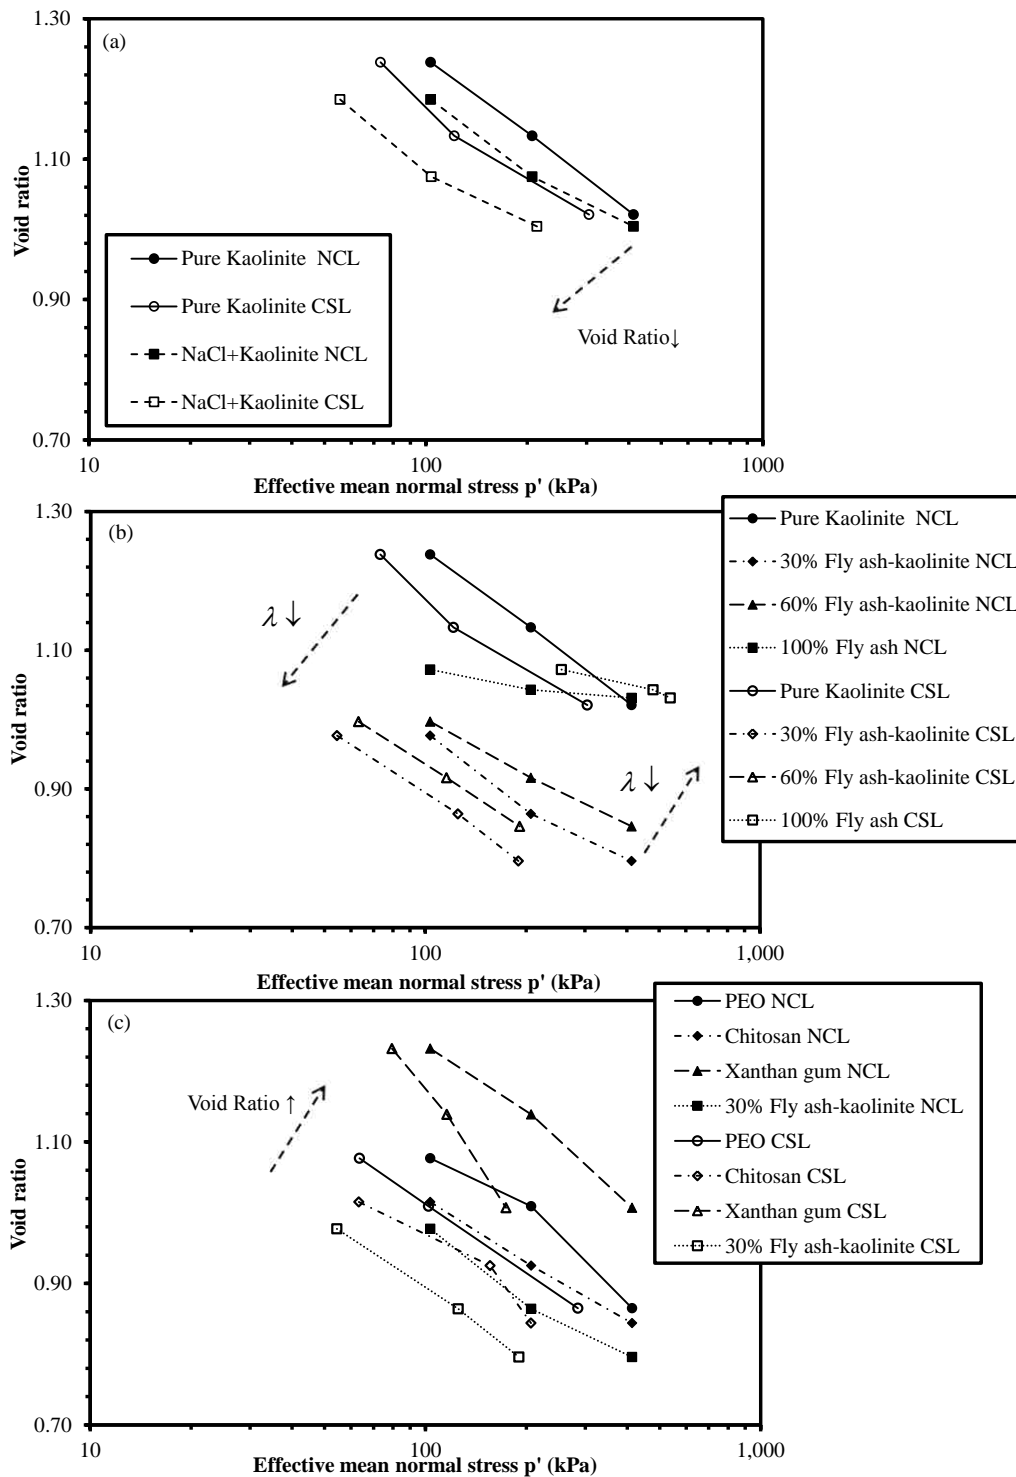 1.30
(a)
1.10
0.90
0.70
Void ratio
Pure Kaolinite NCL
Pure Kaolinite CSL
NaCl+Kaolinite NCL
NaCl+Kaolinite CSL
Void Ratio↓
10
100
1000
Effective mean normal stress p' (kPa)
1.30
(b)
1.10
0.90
0.70
Void ratio
λ ↓
λ ↓
Pure Kaolinite NCL
30% Fly ash-kaolinite NCL
60% Fly ash-kaolinite NCL
100% Fly ash NCL
Pure Kaolinite CSL
30% Fly ash-kaolinite CSL
60% Fly ash-kaolinite CSL
100% Fly ash CSL
10
100
1,000
Effective mean normal stress p' (kPa)
1.30
(c)
1.10
0.90
0.70
Void ratio
Void Ratio ↑
PEO NCL
Chitosan NCL
Xanthan gum NCL
30% Fly ash-kaolinite NCL
PEO CSL
Chitosan CSL
Xanthan gum CSL
30% Fly ash-kaolinite CSL
10
100
1,000
Effective mean normal stress p' (kPa)